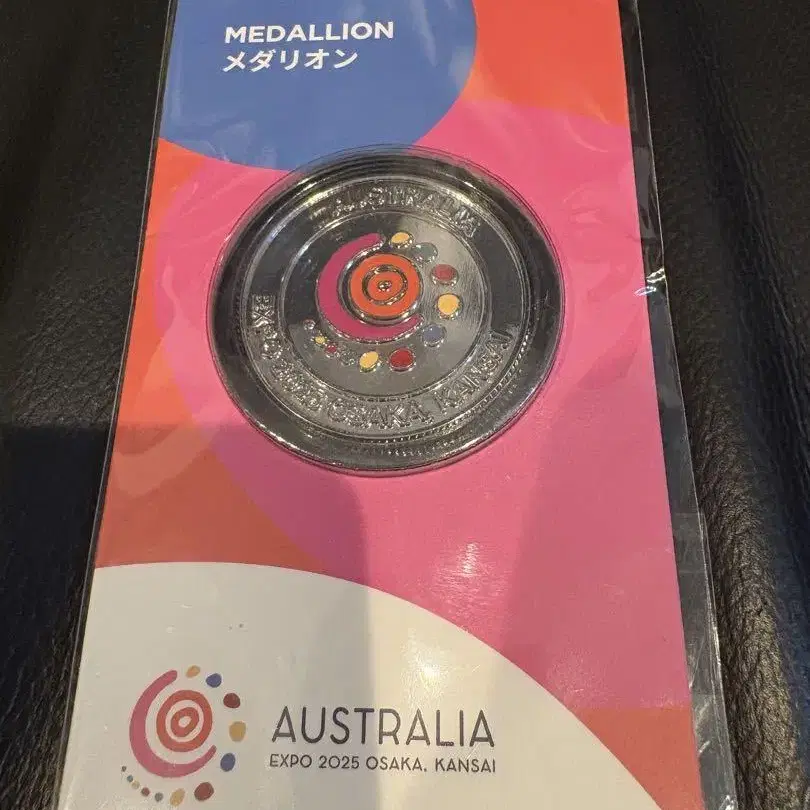 MEDALLION
メダリオン
AUSTRALIA
EXPO 2025 OSAKA, KANSAI
AUSTRALIA
EXPO 2025 OSAKA, KANSAI